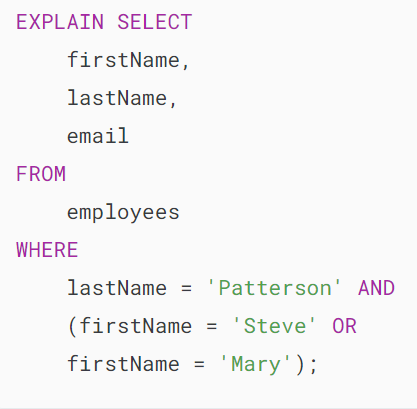 EXPLAIN SELECT
firstName,
lastName,
email
FROM
employees
WHERE
lastName = 'Patterson' AND
(firstName = 'Steve' OR
firstName = 'Mary');